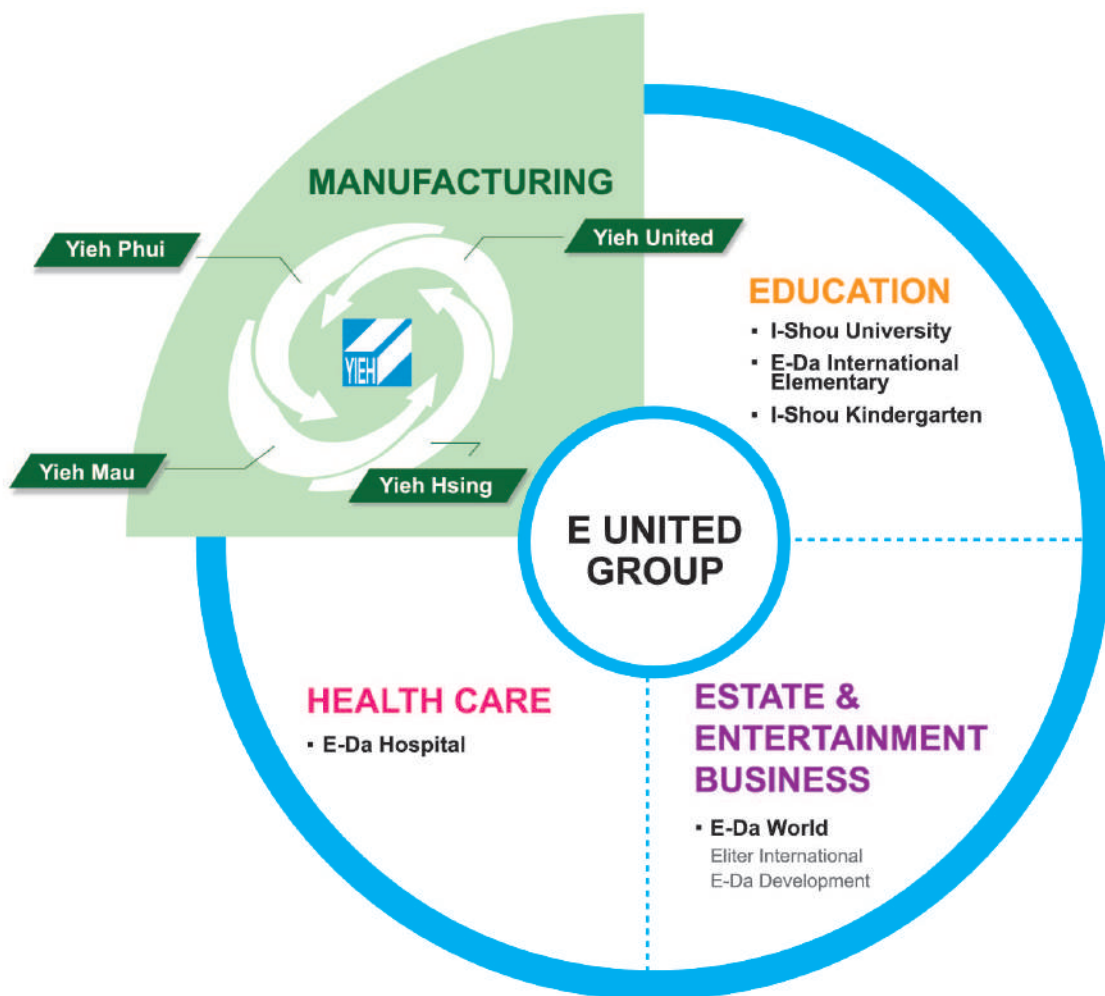 MANUFACTURING
Yieh Phui
Yieh United
YIEH
Yieh Mau
Yieh Hsing
EDUCATION
▪ I-Shou University
▪ E-Da International
Elementary
▪ I-Shou Kindergarten
E UNITED
GROUP
HEALTH CARE
▪ E-Da Hospital
ESTATE &
ENTERTAINMENT
BUSINESS
▪ E-Da World
Eliter International
E-Da Development